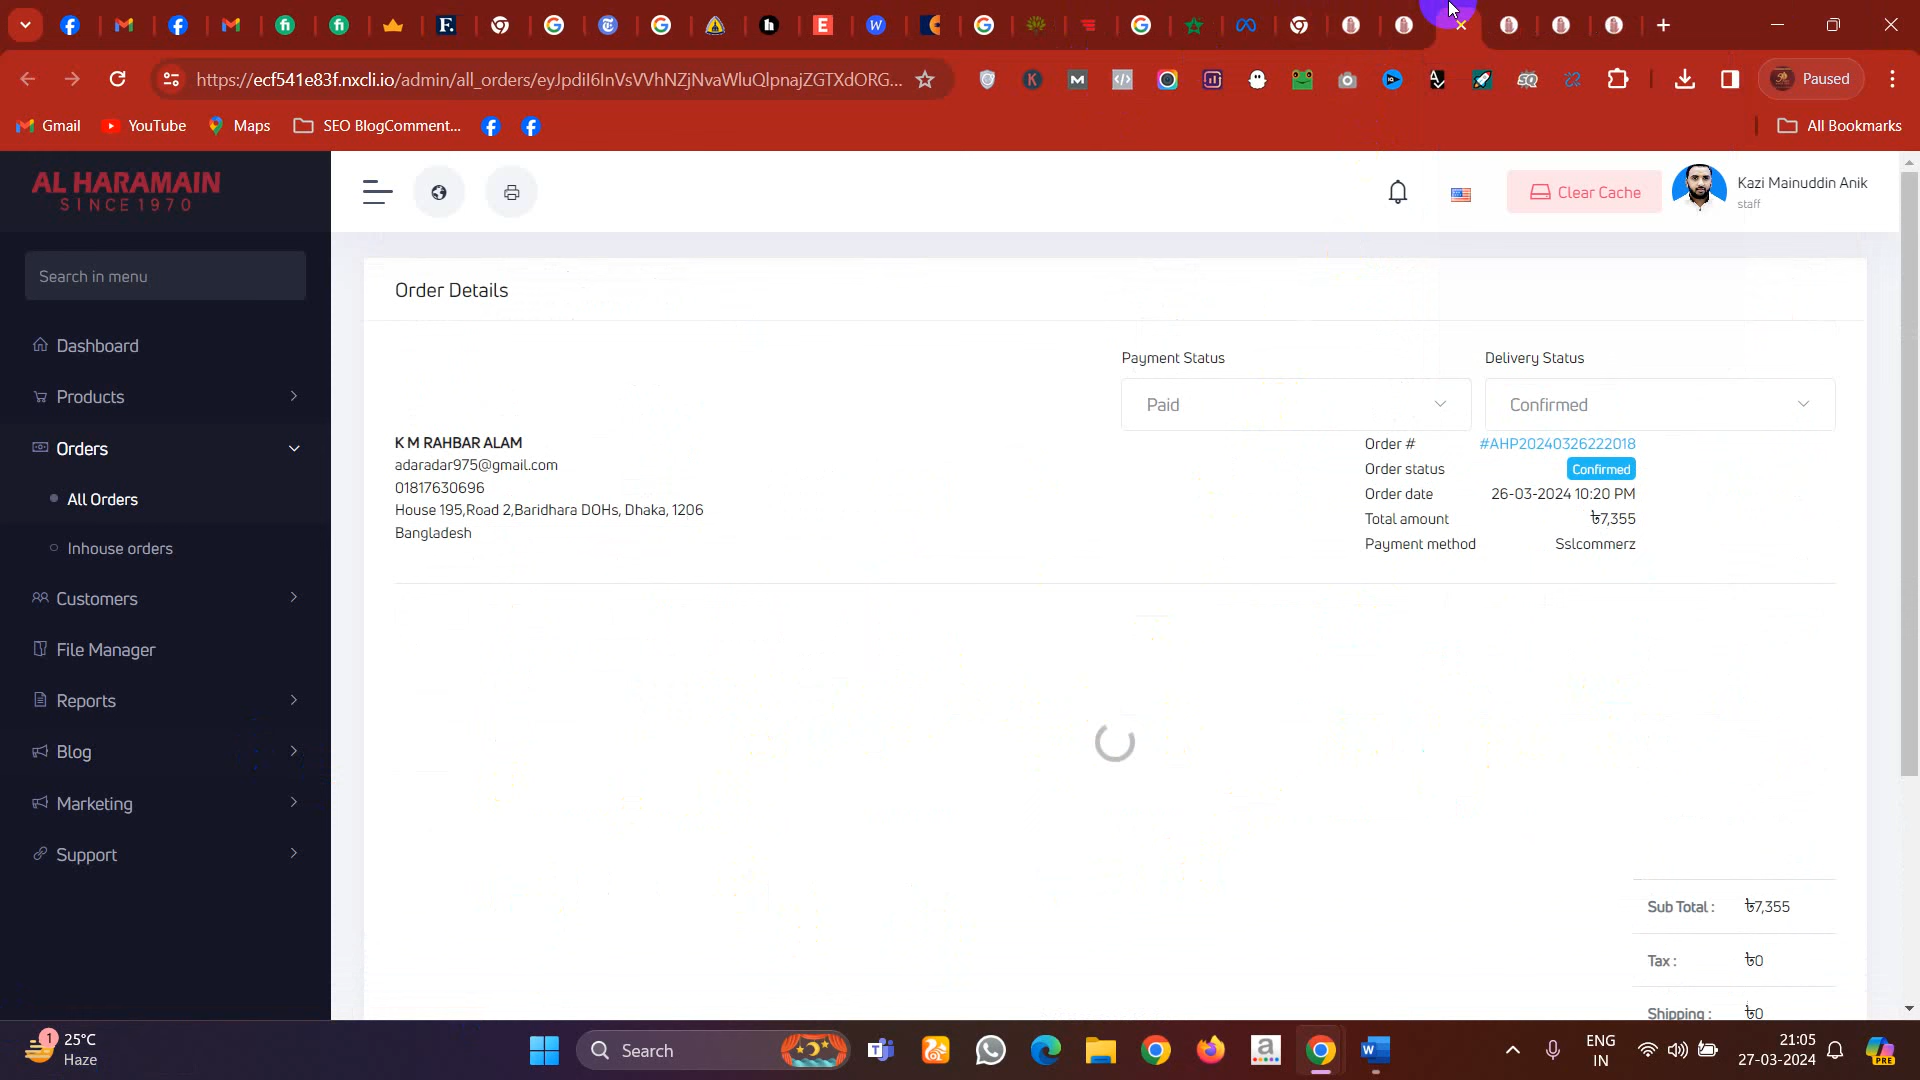 https://ecf541e83f.nxcli.io/admin/all_orders/eyJpdiI6InVsVVhNZjNvaWluQlpnajZGTXdORG...
Paused
Gmail
YouTube
Maps
SEO BlogComment...
All Bookmarks
AL HARAMAIN
SINCE 1970
Clear Cache
Kazi Mainuddin Anik
staff
Search in menu
Dashboard
Products
Orders
All Orders
Inhouse orders
Customers
File Manager
Reports
Blog
Marketing
Support
Order Details
Payment Status
Delivery Status
Paid
Confirmed
K M RAHBAR ALAM
adaradar975@gmail.com
01817630696
House 195,Road 2,Baridhara DOHs, Dhaka, 1206
Bangladesh
Order # #AHP20240326222018
Order status Confirmed
Order date 26-03-2024 10:20 PM
Total amount ৳7,355
Payment method Sslcommerz
Sub Total : ৳7,355
Tax : ৳0
Shipping : ৳0
1
25°C
Haze
Search
ENG
IN
21:05
27-03-2024
PRE